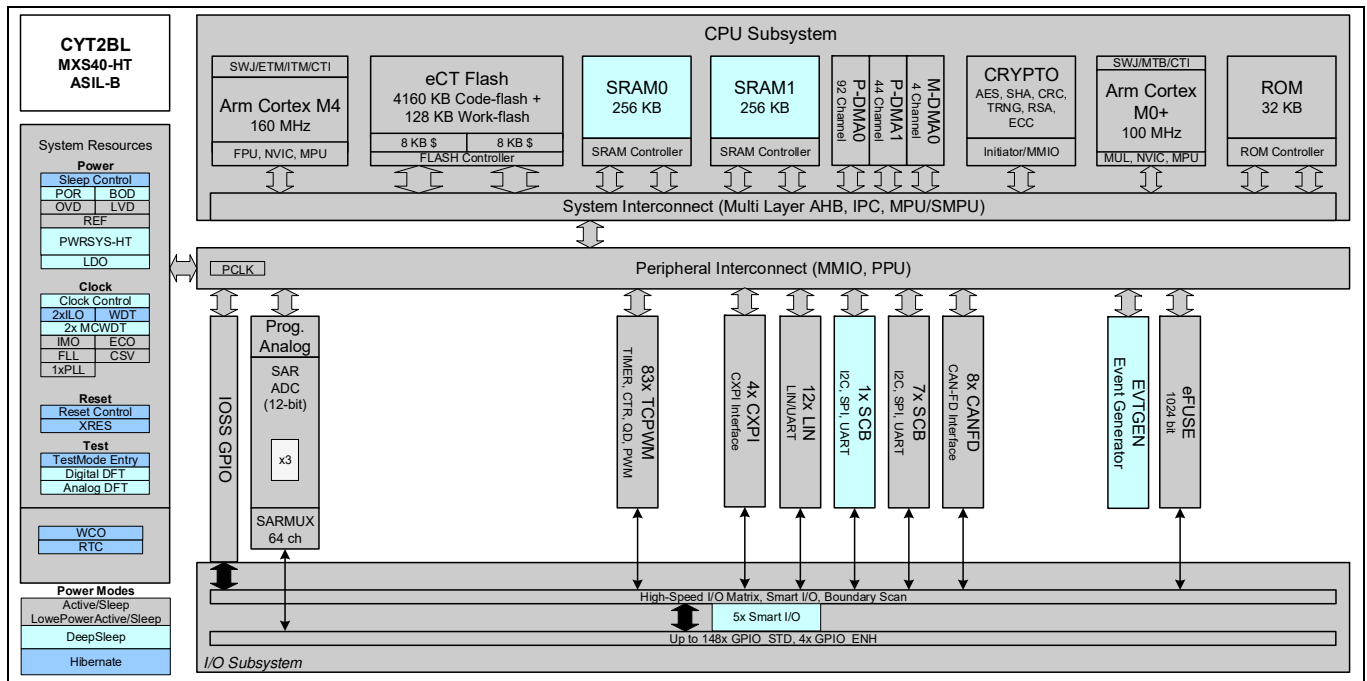 CYT2BL
MXS40-HT
ASIL-B
System Resources
Power
Sleep Control
POR
BOD
OVD
LVD
REF
PWRSYS-HT
LDO
Clock
Clock Control
2xILO
WDT
2x MCWDT
IMO
ECO
FLL
CSV
1xPLL
Reset
Reset Control
XRES
Test
TestMode Entry
Digital DFT
Analog DFT
WCO
RTC
Power Modes
Active/Sleep
LowePowerActive/Sleep
DeepSleep
Hibernate
CPU Subsystem
SWJ/ETM/ITM/CTI
Arm Cortex M4
160 MHz
FPU, NVIC, MPU
eCT Flash
4160 KB Code-flash +
128 KB Work-flash
8 KB $
8 KB $
FLASH Controller
SRAM0
256 KB
SRAM Controller
SRAM1
256 KB
SRAM Controller
P-DMA0
92 Channel
P-DMA1
44 Channel
M-DMA0
4 Channel
CRYPTO
AES, SHA, CRC,
TRNG, RSA,
ECC
Initiator/MMIO
SWJ/MTB/CTI
Arm Cortex
M0+
100 MHz
MUL, NVIC, MPU
ROM
32 KB
ROM Controller
System Interconnect (Multi Layer AHB, IPC, MPU/SMPU)
PCLK
Peripheral Interconnect (MMIO, PPU)
IOSS GPIO
Prog.
Analog
SAR
ADC
(12-bit)
x3
SARMUX
64 ch
83x TCPWM
TIMER, CTR, QD, PWM
4x CXPI
CXPI Interface
12x LIN
LIN/UART
1x SCB
I2C, SPI, UART
7x SCB
I2C, SPI, UART
8x CANFD
CAN-FD Interface
EVTGEN
Event Generator
eFUSE
1024 bit
High-Speed I/O Matrix, Smart I/O, Boundary Scan
5x Smart I/O
Up to 148x GPIO_STD, 4x GPIO_ENH
I/O Subsystem